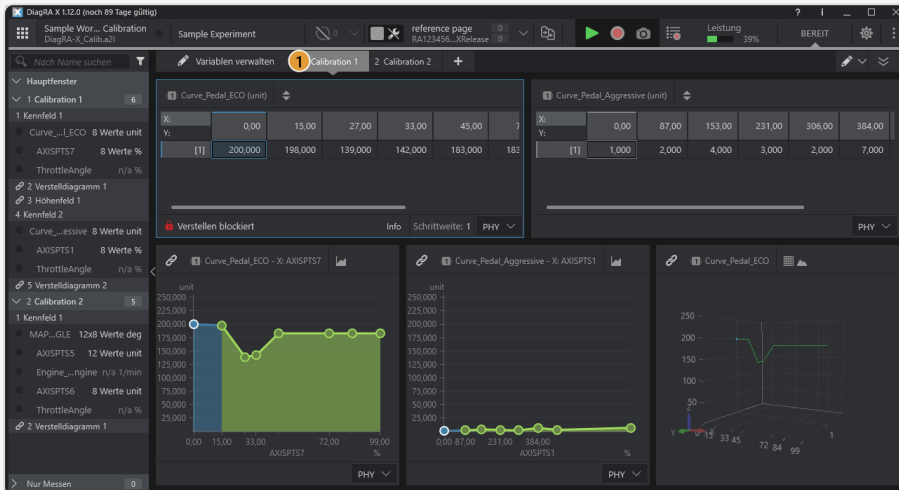 DiagRA X 1.12.0 (noch 89 Tage gültig)
Sample Wor... Calibration
DiagRA-X_Calib.a2l
Sample Experiment
0
reference page
RA123456...XRelease
0
0
Leistung
39%
BEREIT
Nach Name suchen
Variablen verwalten
1
Calibration 1
2 Calibration 2
+
Hauptfenster
1 Calibration 1 6
1 Kennfeld 1
Curve_...l_ECO 8 Werte unit
AXISPTS7 8 Werte %
ThrottleAngle n/a %
2 Verstelldiagramm 1
3 Höhenfeld 1
4 Kennfeld 2
Curve_...essive 8 Werte unit
AXISPTS1 8 Werte %
ThrottleAngle n/a %
5 Verstelldiagramm 2
2 Calibration 2 5
1 Kennfeld 1
MAP...GLE 12x8 Werte deg
AXISPTS5 12 Werte unit
Engine_...ngine n/a 1/min
AXISPTS6 8 Werte unit
ThrottleAngle n/a %
2 Verstelldiagramm 1
Nur Messen 0
1 Curve_Pedal_ECO (unit)
X:
Y:
0,00 15,00 27,00 33,00 45,00
[1] 200,000 198,000 139,000 142,000 183,000 183
Verstellen blockiert
Info Schrittweite: 1 PHY
1 Curve_Pedal_Aggressive (unit)
X:
Y:
0,00 87,00 153,00 231,00 306,00 384,00
[1] 1,000 2,000 4,000 3,000 2,000 7,000
PHY
1 Curve_Pedal_ECO - X: AXISPTS7
unit
250,000
225,000
200,000
175,000
150,000
125,000
100,000
75,000
50,000
25,000
0,00 15,00 33,00 72,00 99,00
AXISPTS7 %
PHY
1 Curve_Pedal_Aggressive - X: AXISPTS1
unit
250,000
225,000
200,000
175,000
150,000
125,000
100,000
75,000
50,000
25,000
0,00 87,00 231,00 384,00
AXISPTS1 %
PHY
1 Curve_Pedal_ECO
250
200
150
100
50
Z
Y
0 15 33 45 72 84 99
1